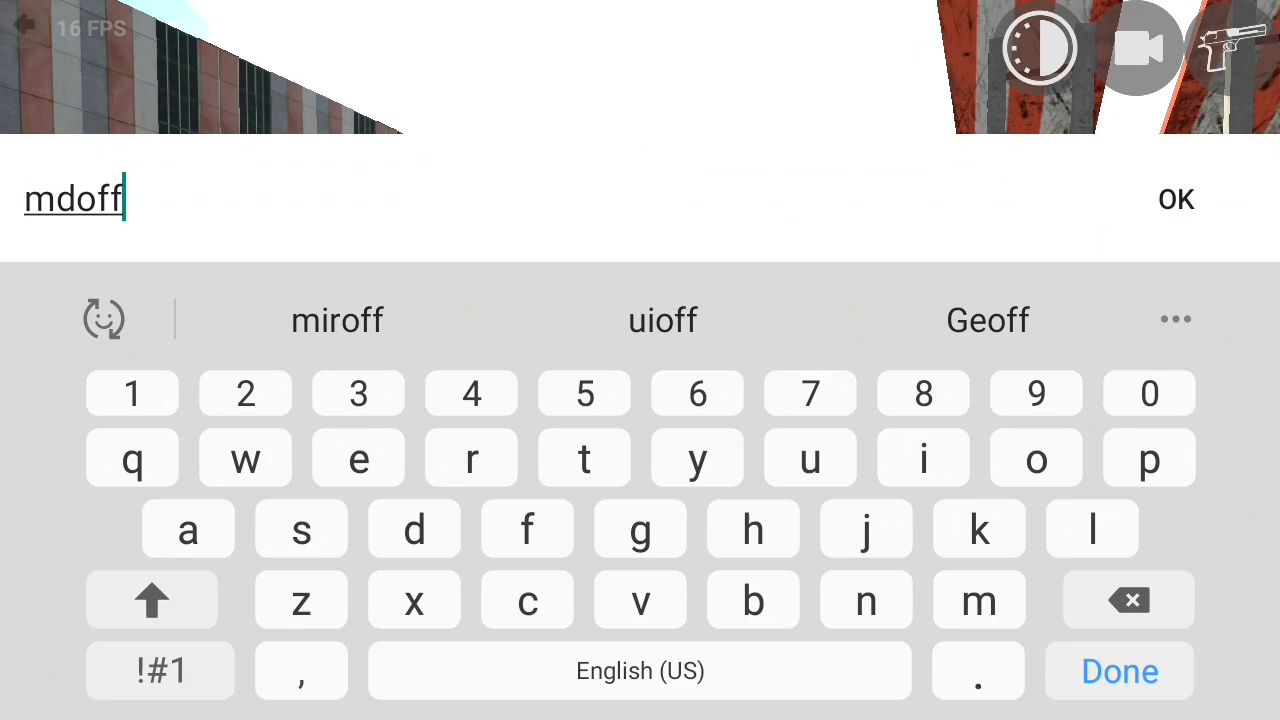 16 FPS
mdoff
OK
miroff uioff Geoff
1 2 3 4 5 6 7 8 9 0
q w e r t y u i o p
a s d f g h j k l
z x c v b n m
!#1 , English (US) . Done